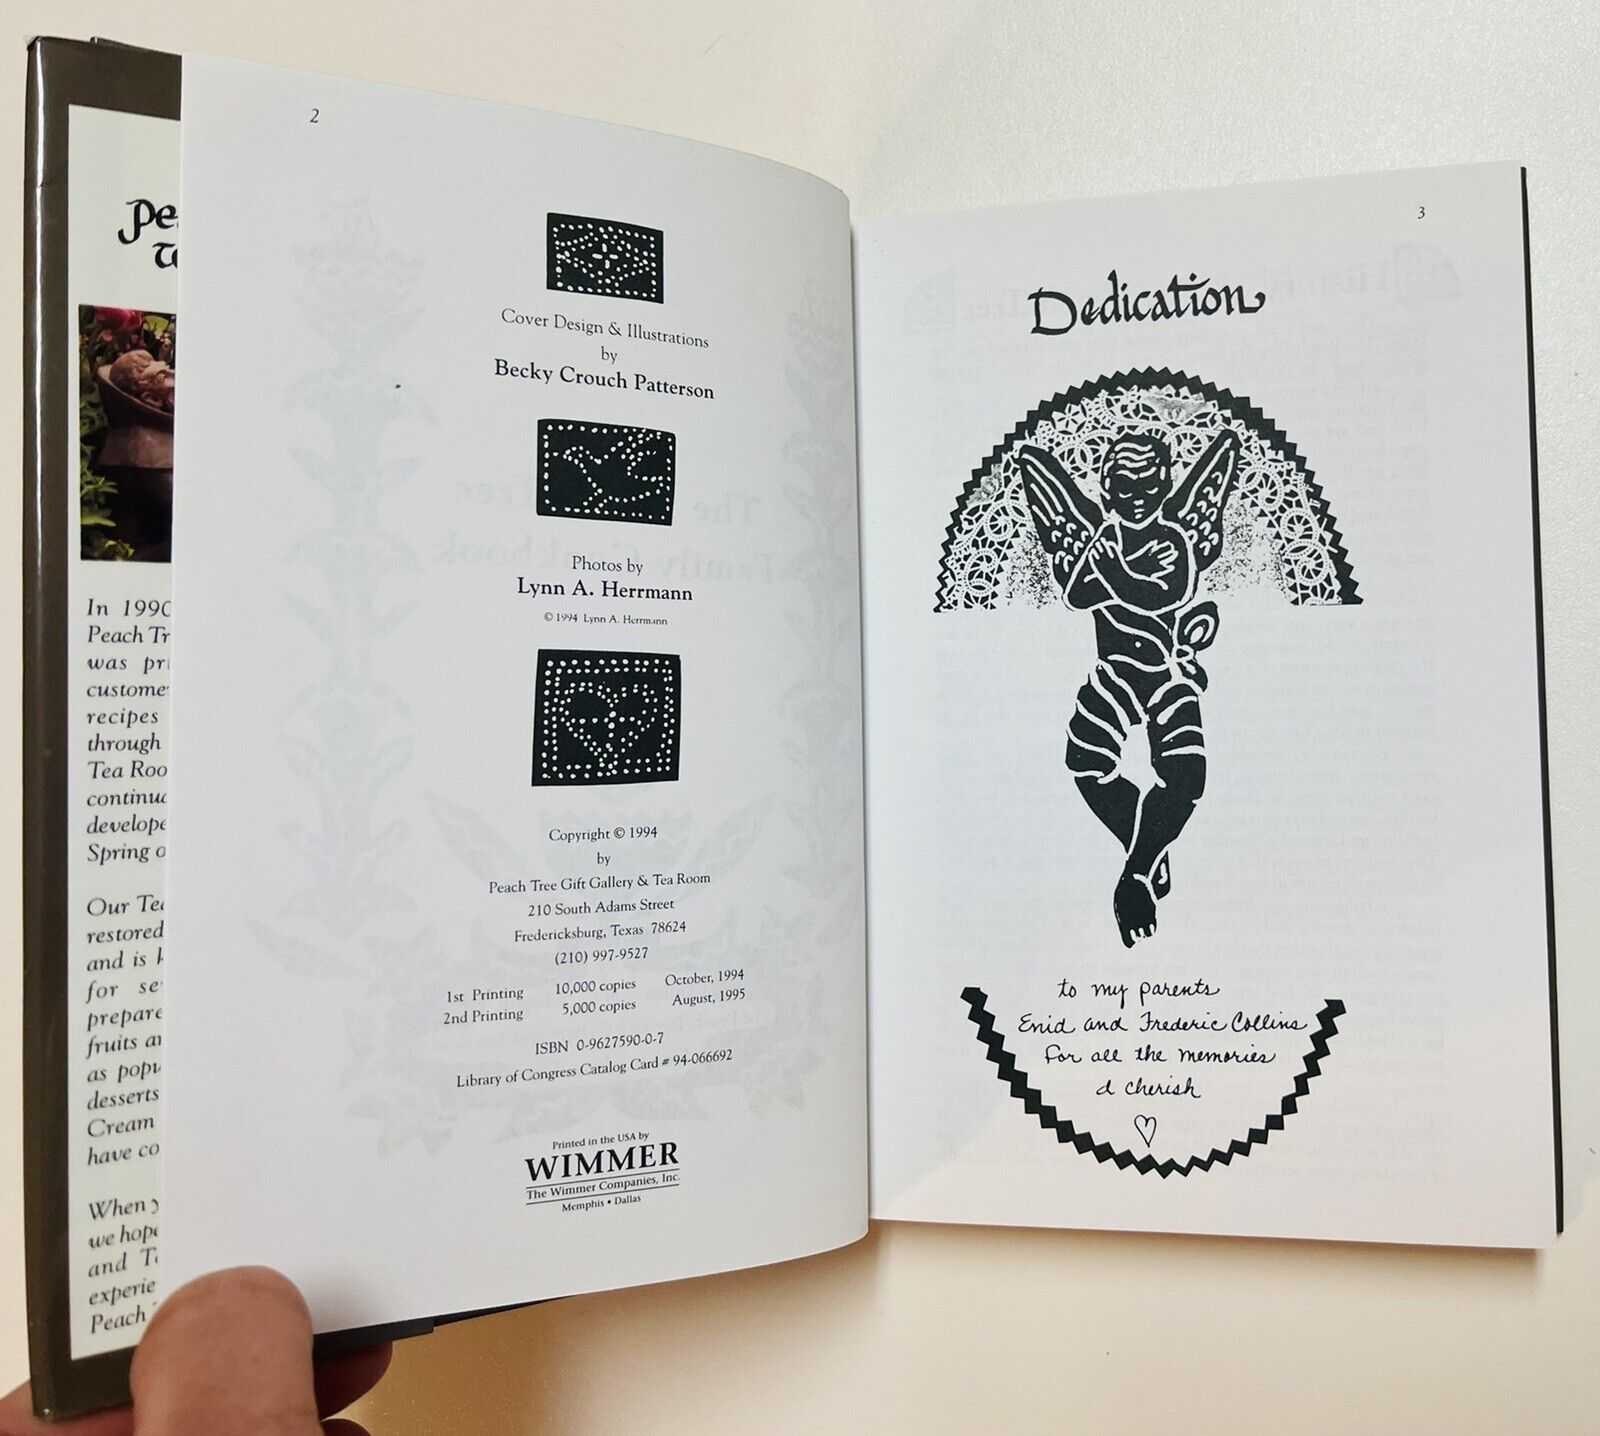 Pe
In 1990
Peach Tr
was pri
custome
recipes
through
Tea Roo
continua
develope
Spring o
Our Tea
restored
and is k
for se
prepare
fruits a
as popu
desserts
Cream
have co
When y
we hope
and T
experie
Peach
2
Cover Design & Illustrations
by
Becky Crouch Patterson
Photos by
Lynn A. Herrmann
© 1994 Lynn A. Herrmann
Copyright © 1994
by
Peach Tree Gift Gallery & Tea Room
210 South Adams Street
Fredericksburg, Texas 78624
(210) 997-9527
1st Printing 10,000 copies October, 1994
2nd Printing 5,000 copies August, 1995
ISBN 0-9627590-0-7
Library of Congress Catalog Card # 94-066692
Printed in the USA by
WIMMER
The Wimmer Companies, Inc.
Memphis • Dallas
3
Dedication
to my parents
Enid and Frederic Collins
for all the memories
I cherish